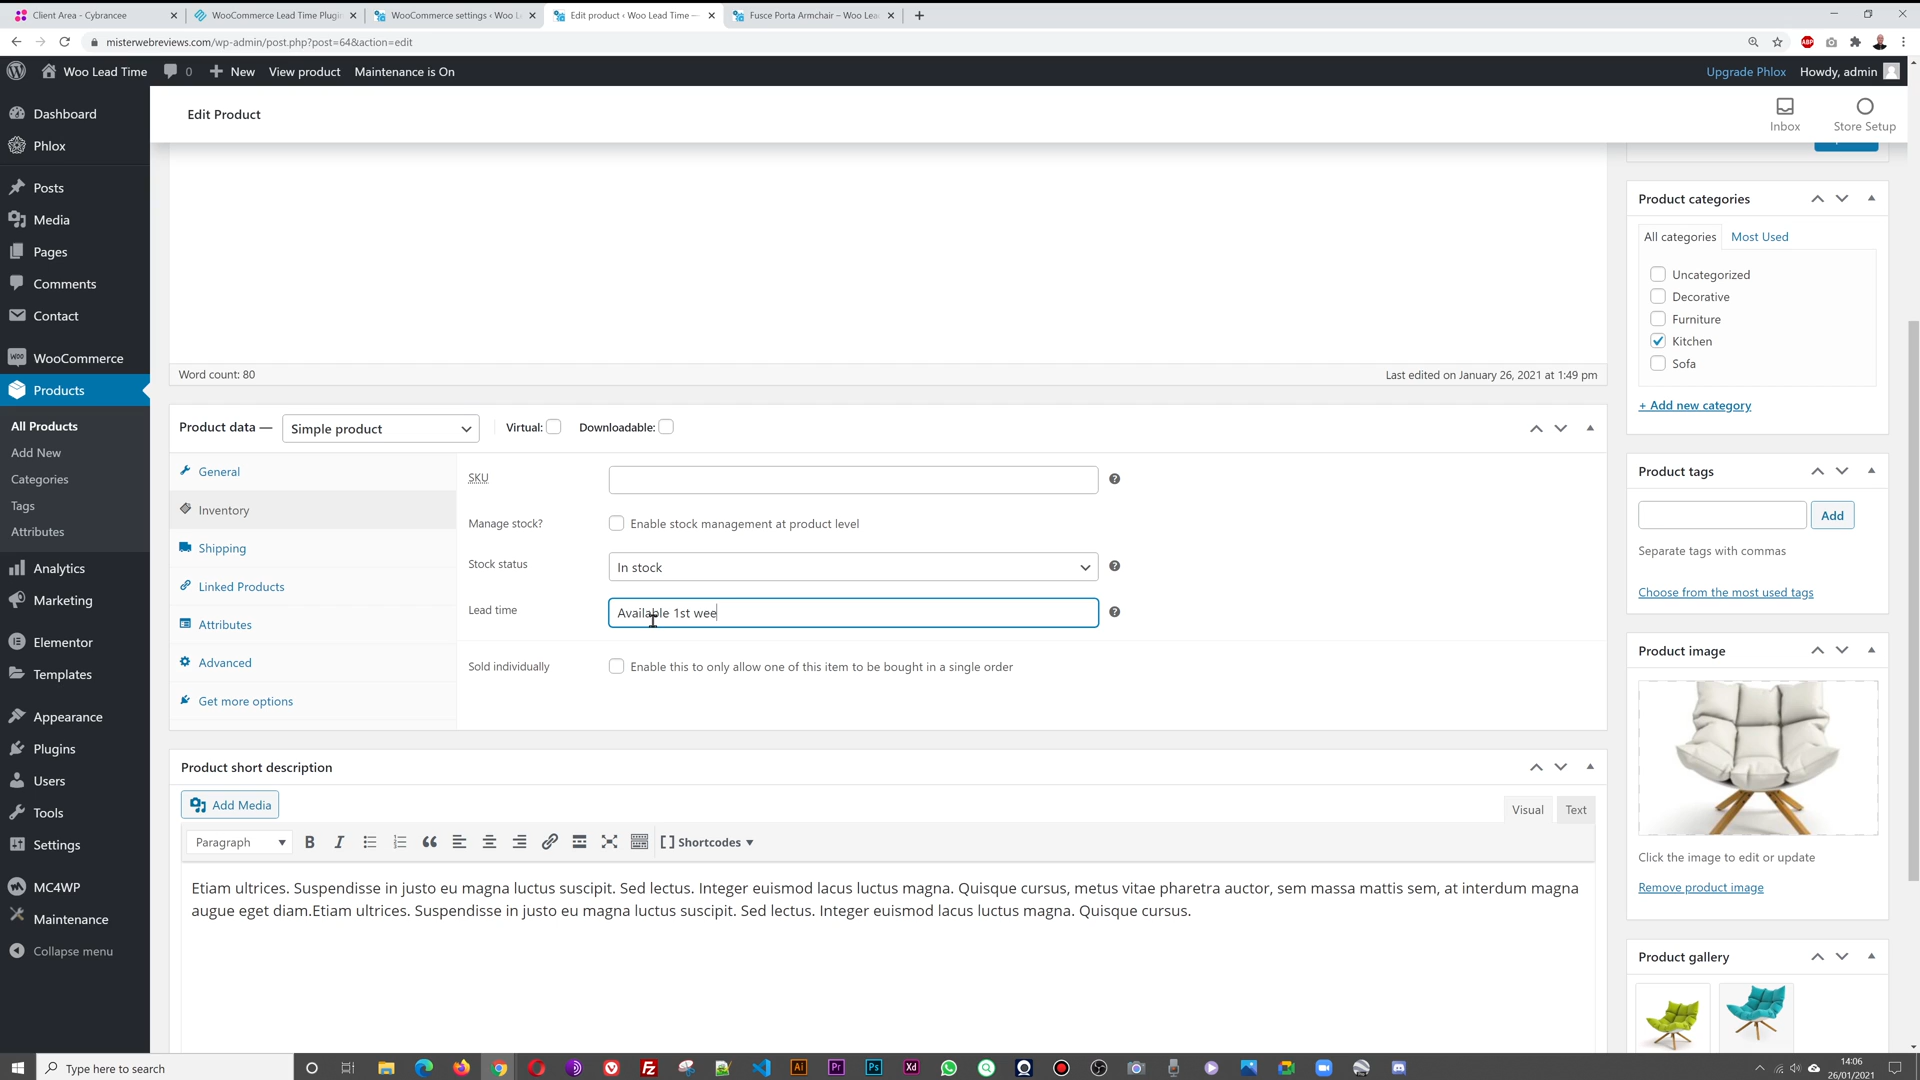 Client Area - Cybrancee
WooCommerce Lead Time Plugi
WooCommerce settings ‹ Woo L
Edit product ‹ Woo Lead Time —
Fusce Porta Armchair – Woo Lea
misterwebreviews.com/wp-admin/post.php?post=64&action=edit
ABP
Woo Lead Time
0
New
View product
Maintenance is On
Upgrade Phlox
Howdy, admin
Edit Product
Inbox
Store Setup
Dashboard
Phlox
Posts
Media
Pages
Comments
Contact
WooCommerce
Products
All Products
Add New
Categories
Tags
Attributes
Analytics
Marketing
Elementor
Templates
Appearance
Plugins
Users
Tools
Settings
MC4WP
Maintenance
Collapse menu
Word count: 80
Last edited on January 26, 2021 at 1:49 pm
Product data —
Simple product
Virtual:
Downloadable:
General
Inventory
Shipping
Linked Products
Attributes
Advanced
Get more options
SKU
Manage stock?
Enable stock management at product level
Stock status
In stock
Lead time
Available 1st wee
Sold individually
Enable this to only allow one of this item to be bought in a single order
Product short description
Add Media
Visual
Text
Paragraph
Shortcodes
Etiam ultrices. Suspendisse in justo eu magna luctus suscipit. Sed lectus. Integer euismod lacus luctus magna. Quisque cursus, metus vitae pharetra auctor, sem massa mattis sem, at interdum magna
augue eget diam.Etiam ultrices. Suspendisse in justo eu magna luctus suscipit. Sed lectus. Integer euismod lacus luctus magna. Quisque cursus.
Product categories
All categories
Most Used
Uncategorized
Decorative
Furniture
Kitchen
Sofa
+ Add new category
Product tags
Add
Separate tags with commas
Choose from the most used tags
Product image
Click the image to edit or update
Remove product image
Product gallery
Type here to search
14:06
26/01/2021